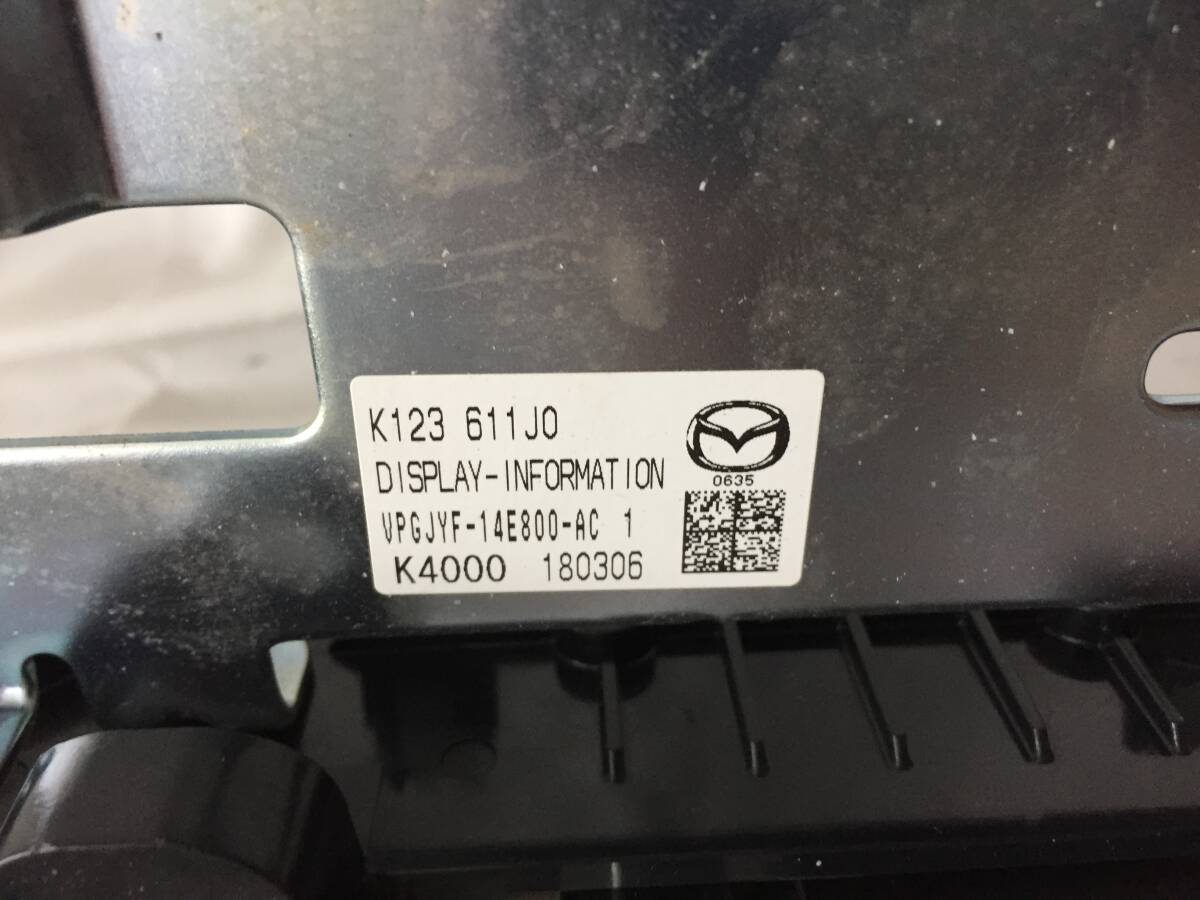 K123 611J0
DISPLAY-INFORMATION
VPGJYF-14E800-AC 1
K4000 180306
0635